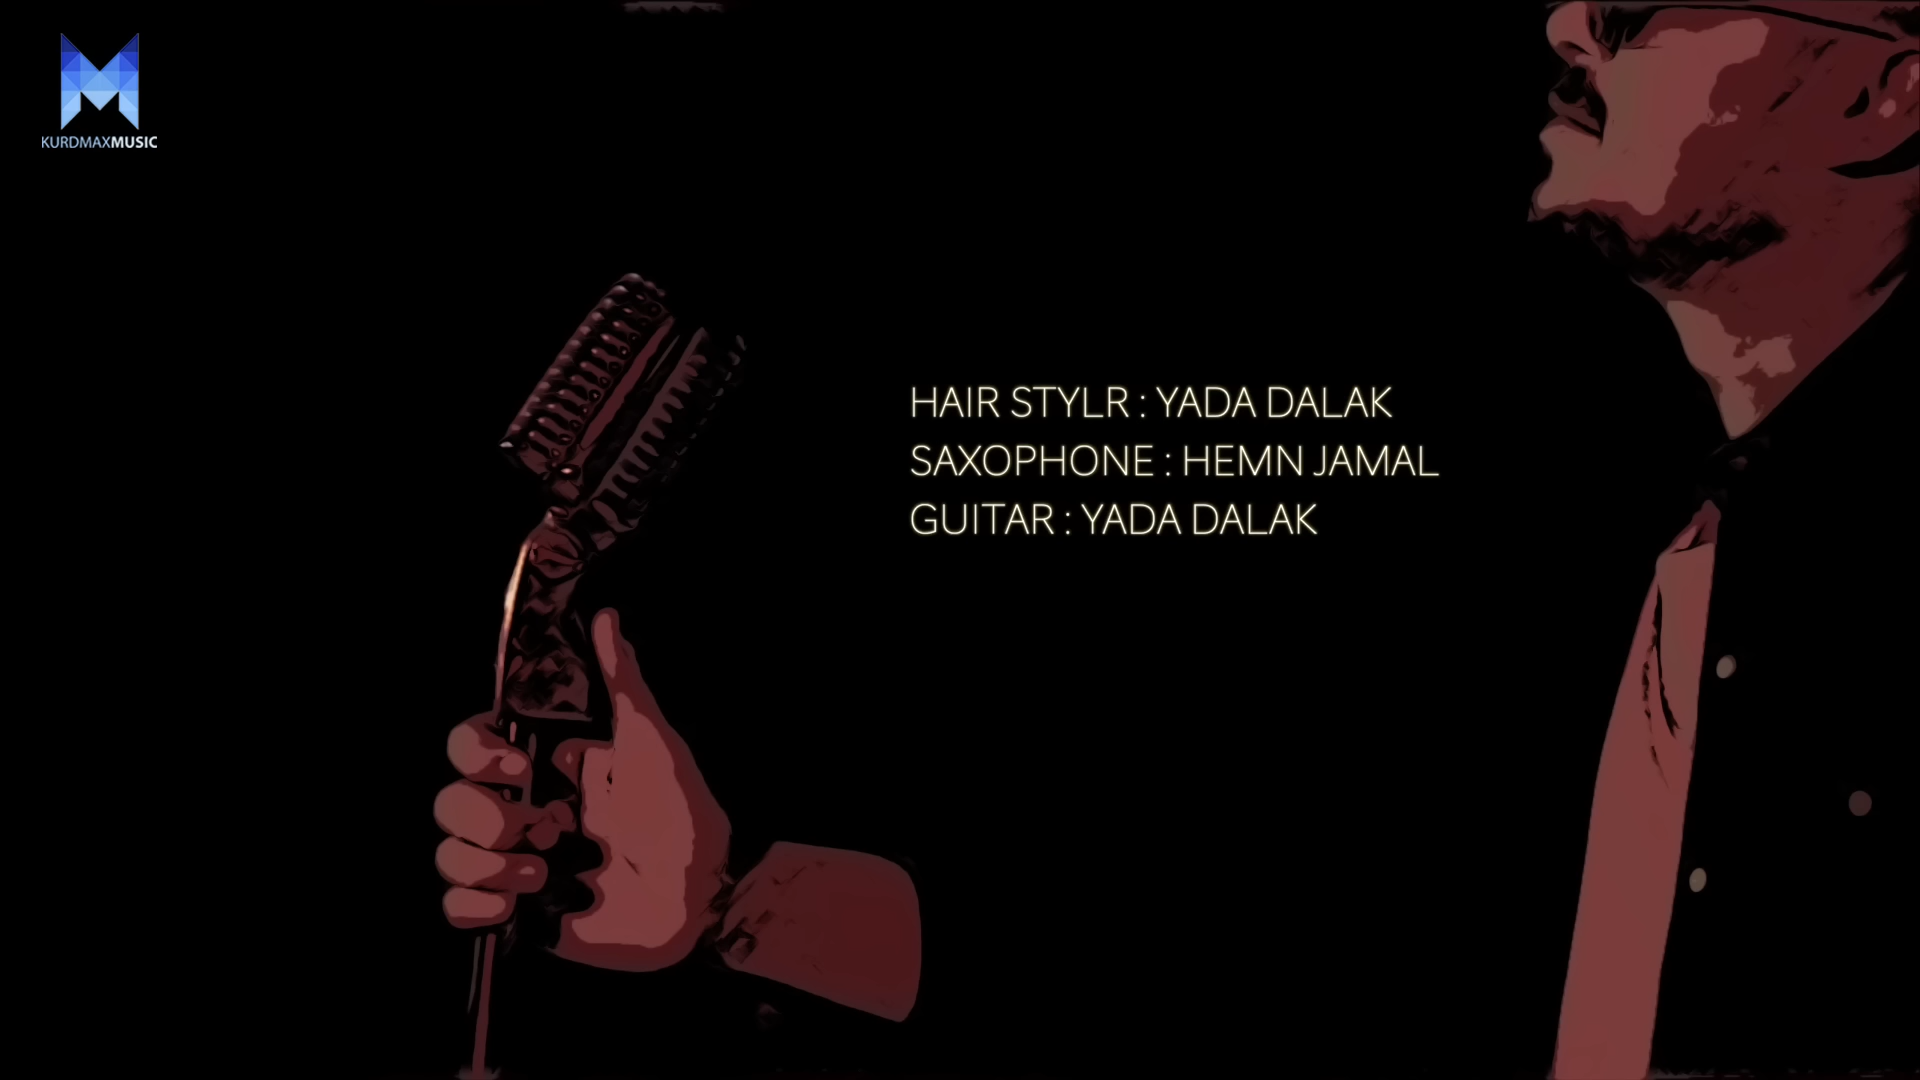 KURDMAXMUSIC
HAIR STYLR : YADA DALAK
SAXOPHONE : HEMN JAMAL
GUITAR : YADA DALAK